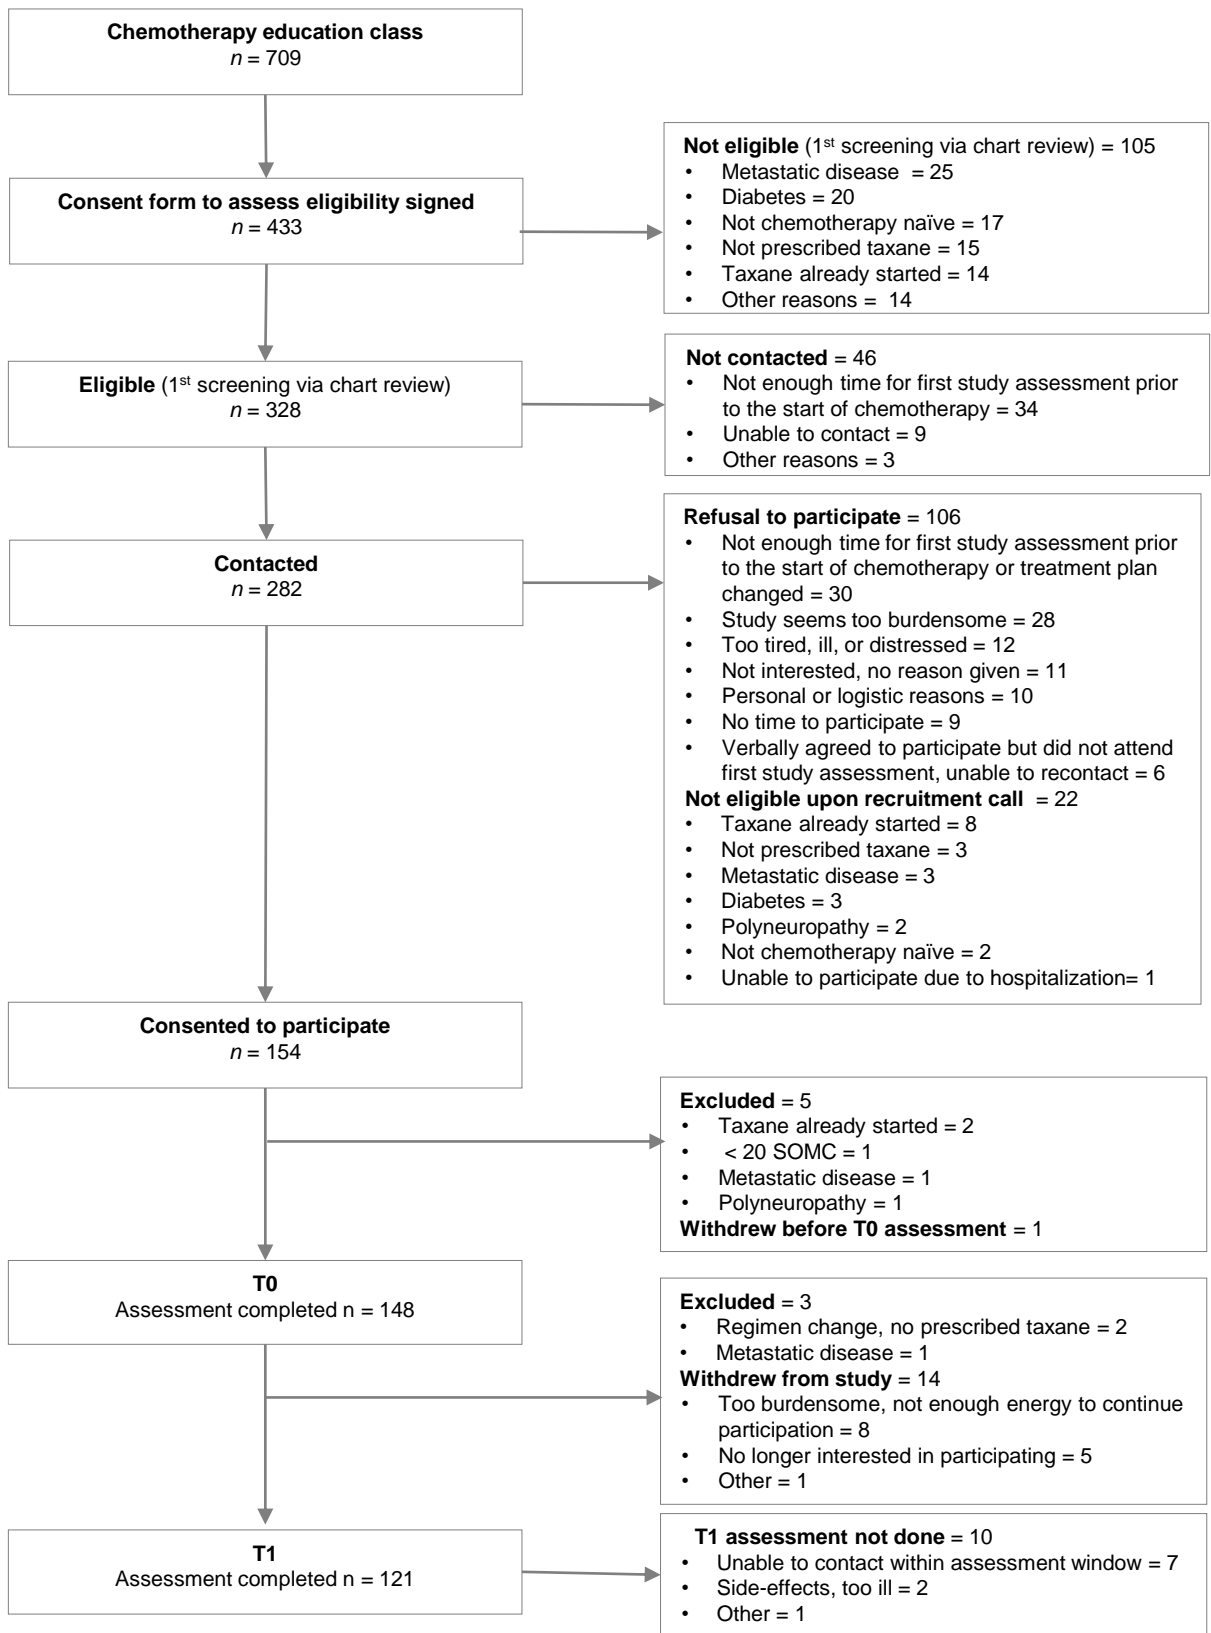 Chemotherapy education class
n = 709
Consent form to assess eligibility signed
n = 433
Not eligible (1st screening via chart review) = 105
• Metastatic disease = 25
• Diabetes = 20
• Not chemotherapy naïve = 17
• Not prescribed taxane = 15
• Taxane already started = 14
• Other reasons = 14
Eligible (1st screening via chart review)
n = 328
Not contacted = 46
• Not enough time for first study assessment prior
to the start of chemotherapy = 34
• Unable to contact = 9
• Other reasons = 3
Contacted
n = 282
Refusal to participate = 106
• Not enough time for first study assessment prior
to the start of chemotherapy or treatment plan
changed = 30
• Study seems too burdensome = 28
• Too tired, ill, or distressed = 12
• Not interested, no reason given = 11
• Personal or logistic reasons = 10
• No time to participate = 9
• Verbally agreed to participate but did not attend
first study assessment, unable to recontact = 6
Not eligible upon recruitment call = 22
• Taxane already started = 8
• Not prescribed taxane = 3
• Metastatic disease = 3
• Diabetes = 3
• Polyneuropathy = 2
• Not chemotherapy naïve = 2
• Unable to participate due to hospitalization= 1
Consented to participate
n = 154
Excluded = 5
• Taxane already started = 2
• < 20 SOMC = 1
• Metastatic disease = 1
• Polyneuropathy = 1
Withdrew before T0 assessment = 1
T0
Assessment completed n = 148
Excluded = 3
• Regimen change, no prescribed taxane = 2
• Metastatic disease = 1
Withdrew from study = 14
• Too burdensome, not enough energy to continue
participation = 8
• No longer interested in participating = 5
• Other = 1
T1
Assessment completed n = 121
T1 assessment not done = 10
• Unable to contact within assessment window = 7
• Side-effects, too ill = 2
• Other = 1